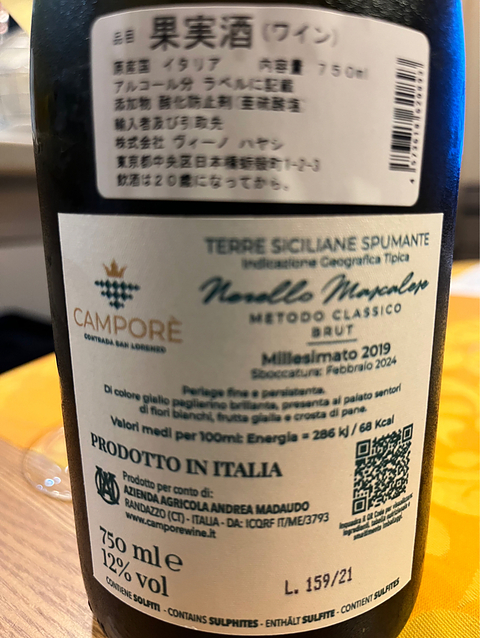 品目 果実酒(ワイン)
原産国 イタリア 内容量 750ml
アルコール分 ラベルに記載
添加物 酸化防止剤(亜硫酸塩)
輸入者及び引取先
株式会社 ヴィーノ ハヤシ
東京都中央区日本橋蛎殻町1-2-3
飲酒は20歳になってから。
TERRE SICILIANE SPUMANTE
Indicazione Geografica Tipica
Nerello Mascalese
METODO CLASSICO
BRUT
CAMPORÈ
CONTRADA SAN LORENZO
Millesimato 2019
Sboccatura: Febbraio 2024
Perlage fine e persistente.
Di colore giallo paglierino brillante, presenta al palato sentori
di fiori bianchi, frutta gialla e crosta di pane.
Valori medi per 100ml: Energia = 286 kj / 68 Kcal
PRODOTTO IN ITALIA
Prodotto per conto di:
AZIENDA AGRICOLA ANDREA MADAUDO
RANDAZZO (CT) - ITALIA - DA: ICQRF IT/ME/3793
www.camporewine.it
Inquadra il QR Code per visualizzare
750 ml e
12% vol
L. 159/21
CONTIENE SOLFITI - CONTAINS SULPHITES - ENTHÄLT SULFITE - CONTIENT SULFITES